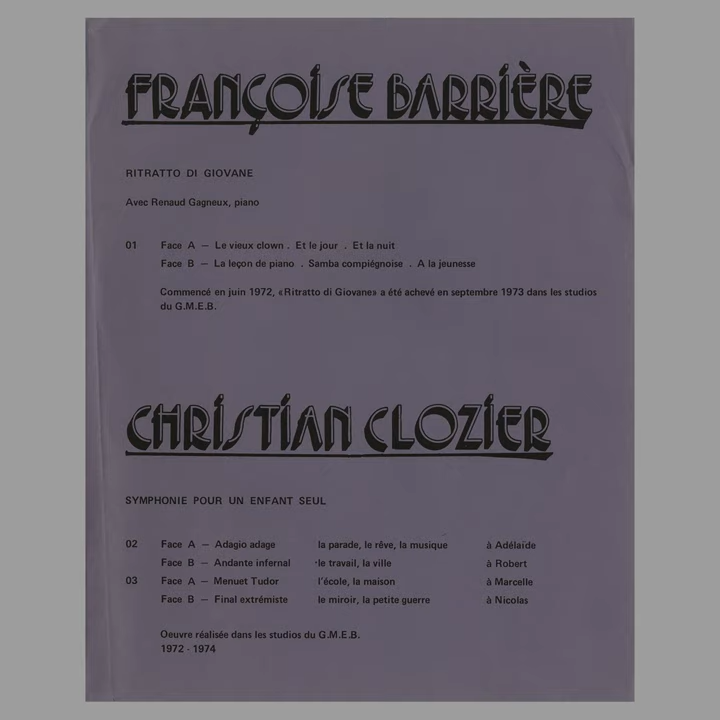 FRANÇOISE BARRIÈRE
RITRATTO DI GIOVANE
Avec Renaud Gagneux, piano
01 Face A — Le vieux clown . Et le jour . Et la nuit
Face B — La leçon de piano . Samba compiégnoise . A la jeunesse
Commencé en juin 1972, «Ritratto di Giovane» a été achevé en septembre 1973 dans les studios
du G.M.E.B.
CHRISTIAN CLOZIER
SYMPHONIE POUR UN ENFANT SEUL
02 Face A — Adagio adage la parade, le rêve, la musique à Adélaïde
Face B — Andante infernal le travail, la ville à Robert
03 Face A — Menuet Tudor l'école, la maison à Marcelle
Face B — Final extrémiste le miroir, la petite guerre à Nicolas
Oeuvre réalisée dans les studios du G.M.E.B.
1972 - 1974